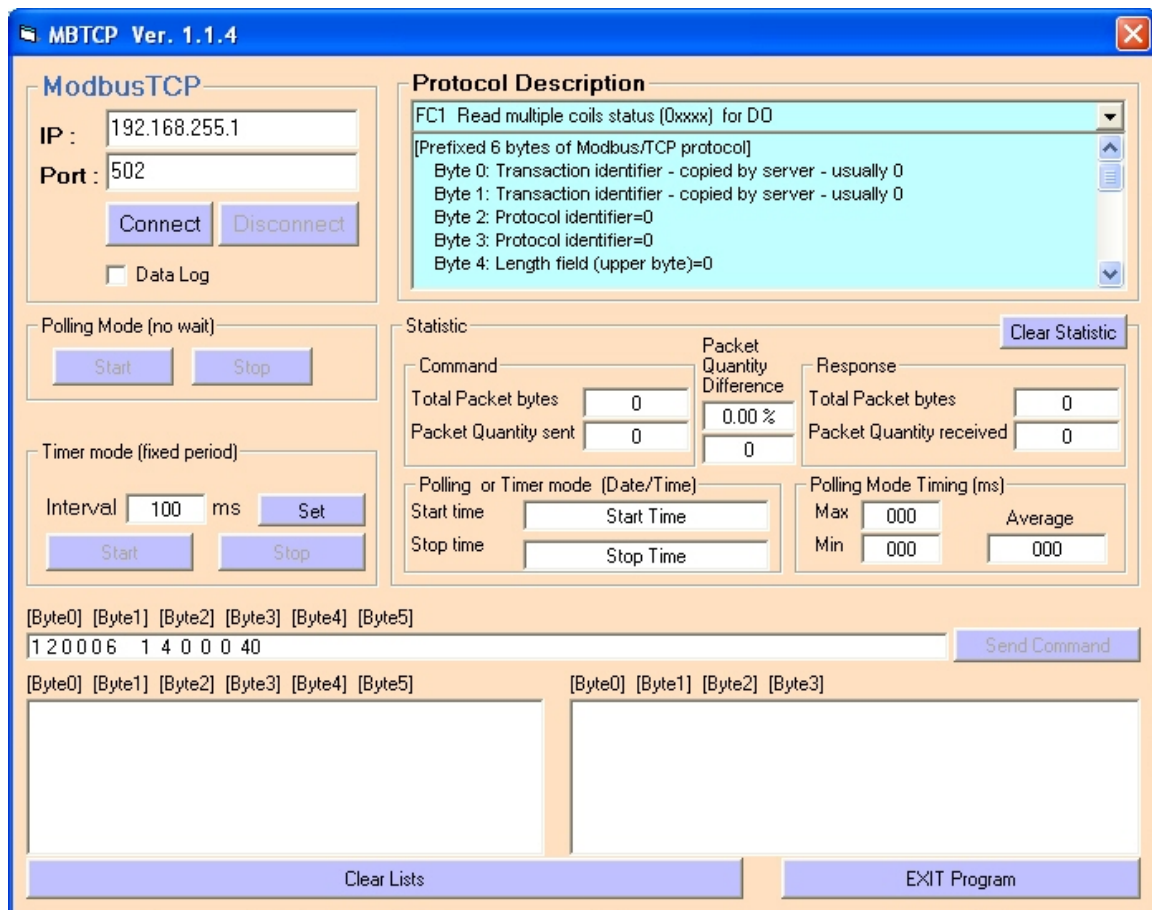 MBTCP Ver. 1.1.4
ModbusTCP
IP :
192.168.255.1
Port :
502
Connect
Disconnect
Data Log
Protocol Description
FC1 Read multiple coils status (0xxxx) for DO
[Prefixed 6 bytes of Modbus/TCP protocol]
Byte 0: Transaction identifier - copied by server - usually 0
Byte 1: Transaction identifier - copied by server - usually 0
Byte 2: Protocol identifier=0
Byte 3: Protocol identifier=0
Byte 4: Length field (upper byte)=0
Polling Mode (no wait)
Start
Stop
Timer mode (fixed period)
Interval
100
ms
Set
Start
Stop
Statistic
Clear Statistic
Command
Total Packet bytes
0
Packet Quantity sent
0
Packet
Quantity
Difference
0.00 %
0
Response
Total Packet bytes
0
Packet Quantity received
0
Polling or Timer mode (Date/Time)
Start time
Start Time
Stop time
Stop Time
Polling Mode Timing (ms)
Max
000
Min
000
Average
000
[Byte0] [Byte1] [Byte2] [Byte3] [Byte4] [Byte5]
1 2 0 0 0 6 1 4 0 0 0 40
Send Command
[Byte0] [Byte1] [Byte2] [Byte3] [Byte4] [Byte5]
[Byte0] [Byte1] [Byte2] [Byte3]
Clear Lists
EXIT Program